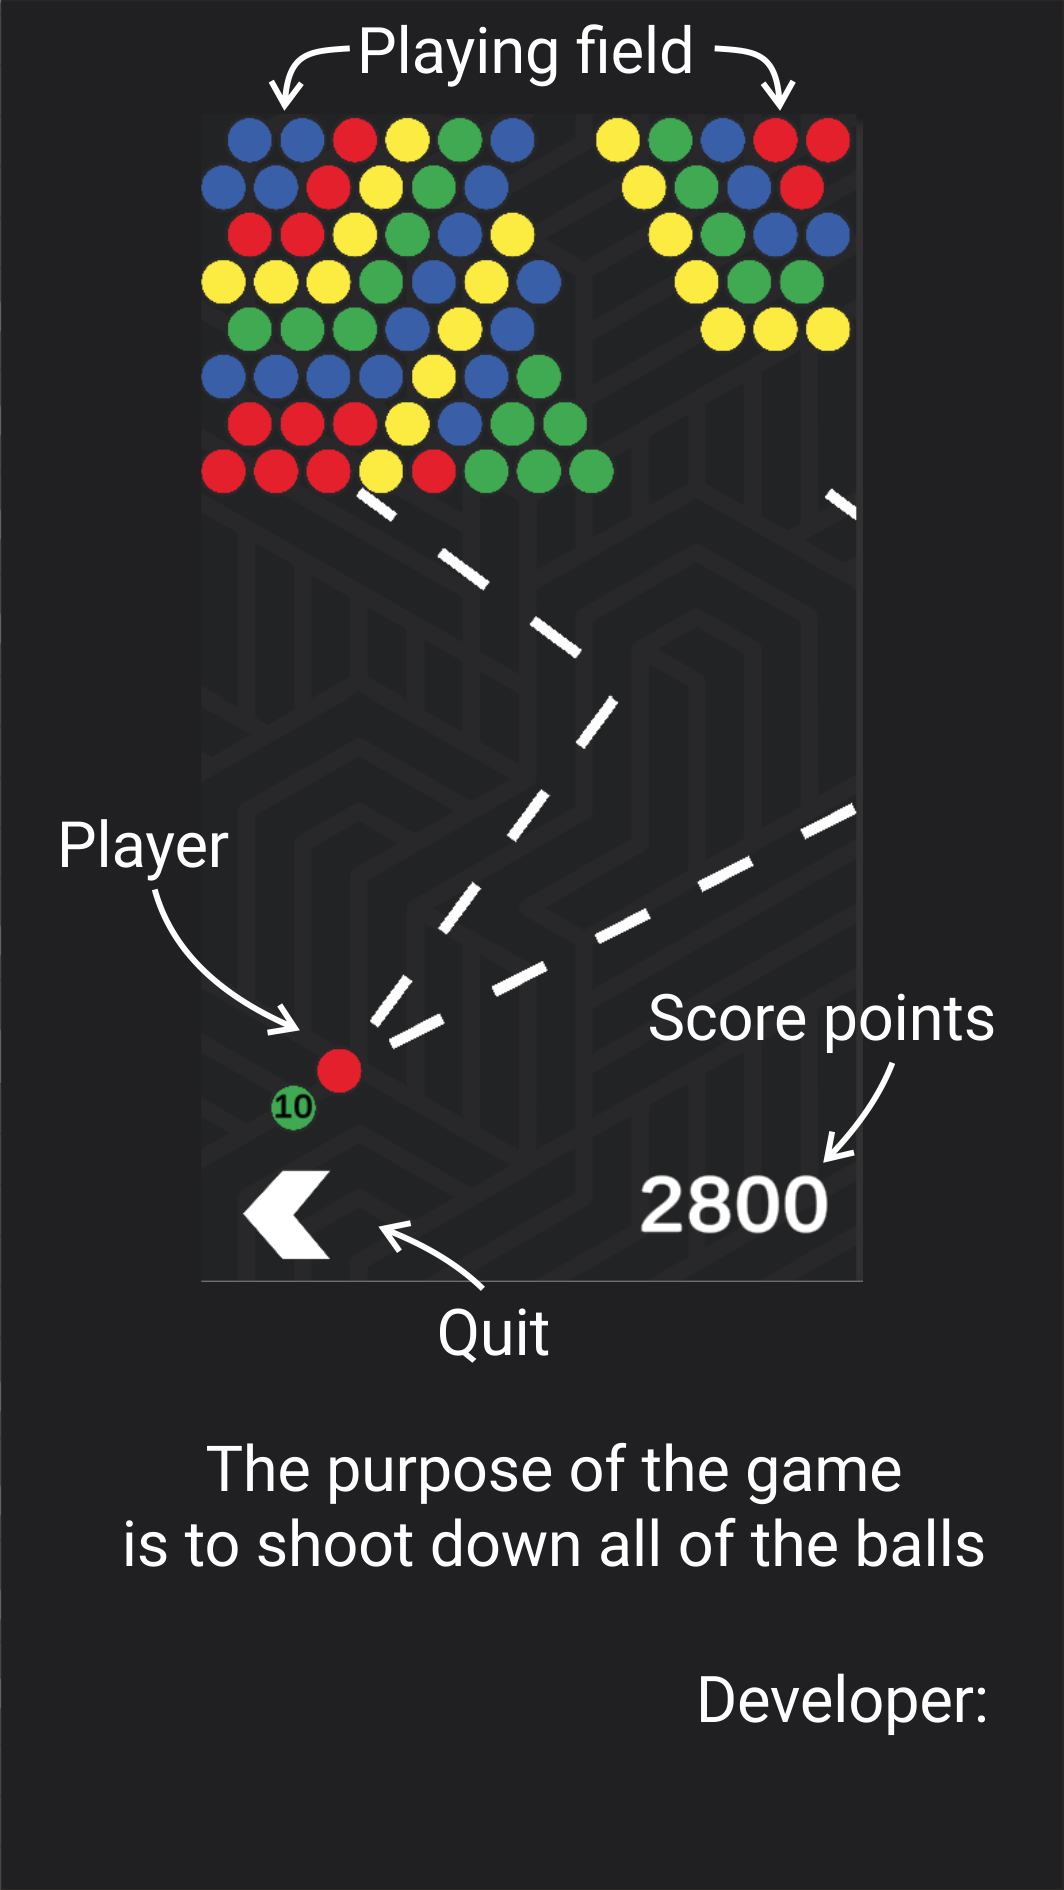 Playing field
Player
Score points
10
2800
Quit
The purpose of the game
is to shoot down all of the balls
Developer: